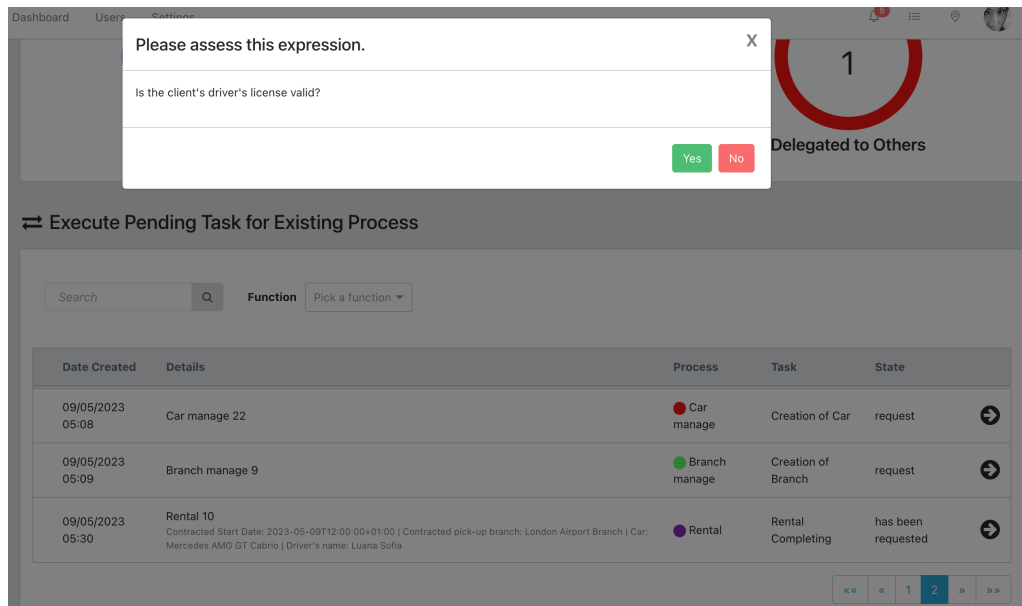 Dashboard Users Settings
5
Please assess this expression. X
Is the client's driver's license valid?
Yes No
1
Delegated to Others
Execute Pending Task for Existing Process
Search Function Pick a function
Date Created Details Process Task State
09/05/2023
05:08
Car manage 22
Car
manage
Creation of Car
request
09/05/2023
05:09
Branch manage 9
Branch
manage
Creation of
Branch
request
09/05/2023
05:30
Rental 10
Contracted Start Date: 2023-05-09T12:00:00+01:00 | Contracted pick-up branch: London Airport Branch | Car:
Mercedes AMG GT Cabrio | Driver's name: Luana Sofia
Rental
Rental
Completing
has been
requested
«« « 1 2 » »»